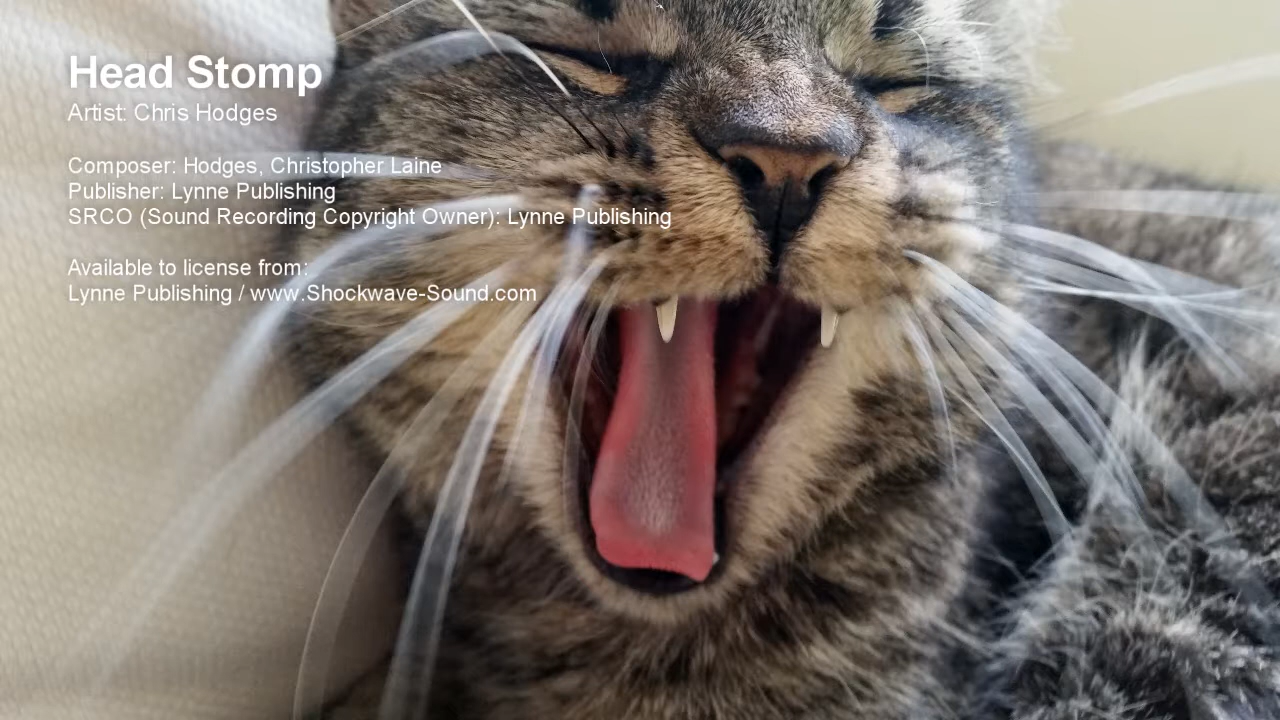 Head Stomp
Artist: Chris Hodges
Composer: Hodges, Christopher Laine
Publisher: Lynne Publishing
SRCO (Sound Recording Copyright Owner): Lynne Publishing
Available to license from:
Lynne Publishing / www.Shockwave-Sound.com